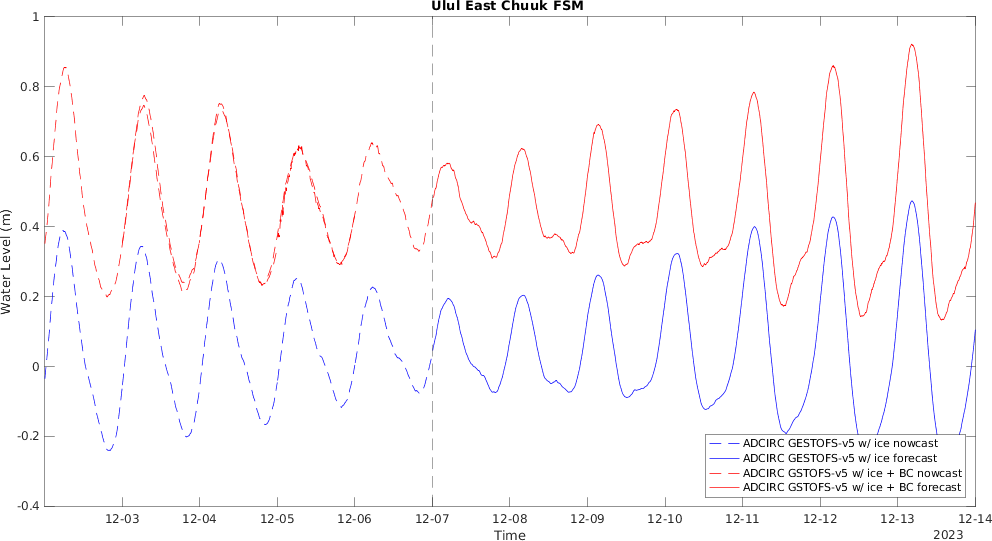 Ulul East Chuuk FSM
1
0.8
0.6
0.4
0.2
0
-0.2
-0.4
Water Level (m)
12-03 12-04 12-05 12-06 12-07 12-08 12-09 12-10 12-11 12-12 12-13 12-14
Time
2023
ADCIRC GESTOFS-v5 w/ ice nowcast
ADCIRC GESTOFS-v5 w/ ice forecast
ADCIRC GSTOFS-v5 w/ ice + BC nowcast
ADCIRC GSTOFS-v5 w/ ice + BC forecast